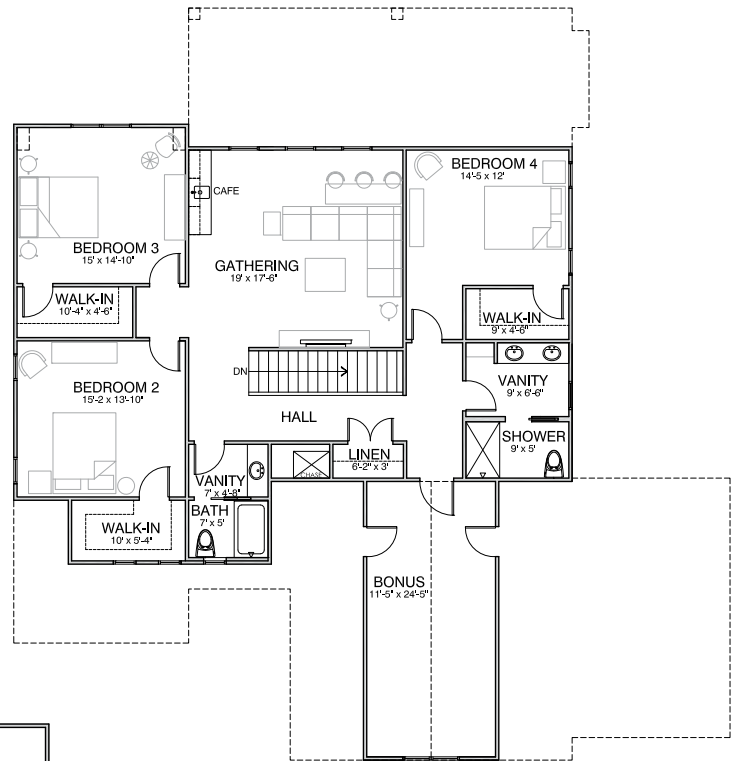 BEDROOM 4
14'-5 x 12'
CAFE
BEDROOM 3
15' x 14'-10"
GATHERING
19' x 17'-6"
WALK-IN
10'-4" x 4'-6"
WALK-IN
9' x 4'-6"
DN
BEDROOM 2
15'-2 x 13'-10"
VANITY
9' x 6'-6"
HALL
SHOWER
9' x 5'
LINEN
6'-2" x 3'
CHASE
VANITY
7' x 4'-8"
BATH
7' x 5'
WALK-IN
10' x 5'-4"
BONUS
11'-5" x 24'-5"